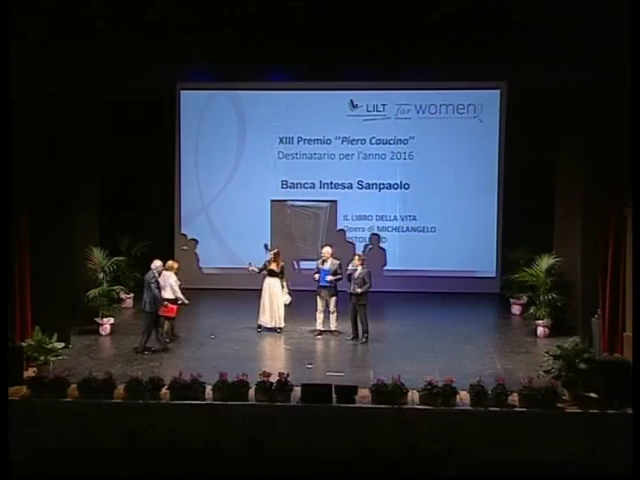 LILT for women
XIII Premio "Piero Caucino"
Destinatario per l'anno 2016
Banca Intesa Sanpaolo
IL LIBRO DELLA VITA
Opera di MICHELANGELO